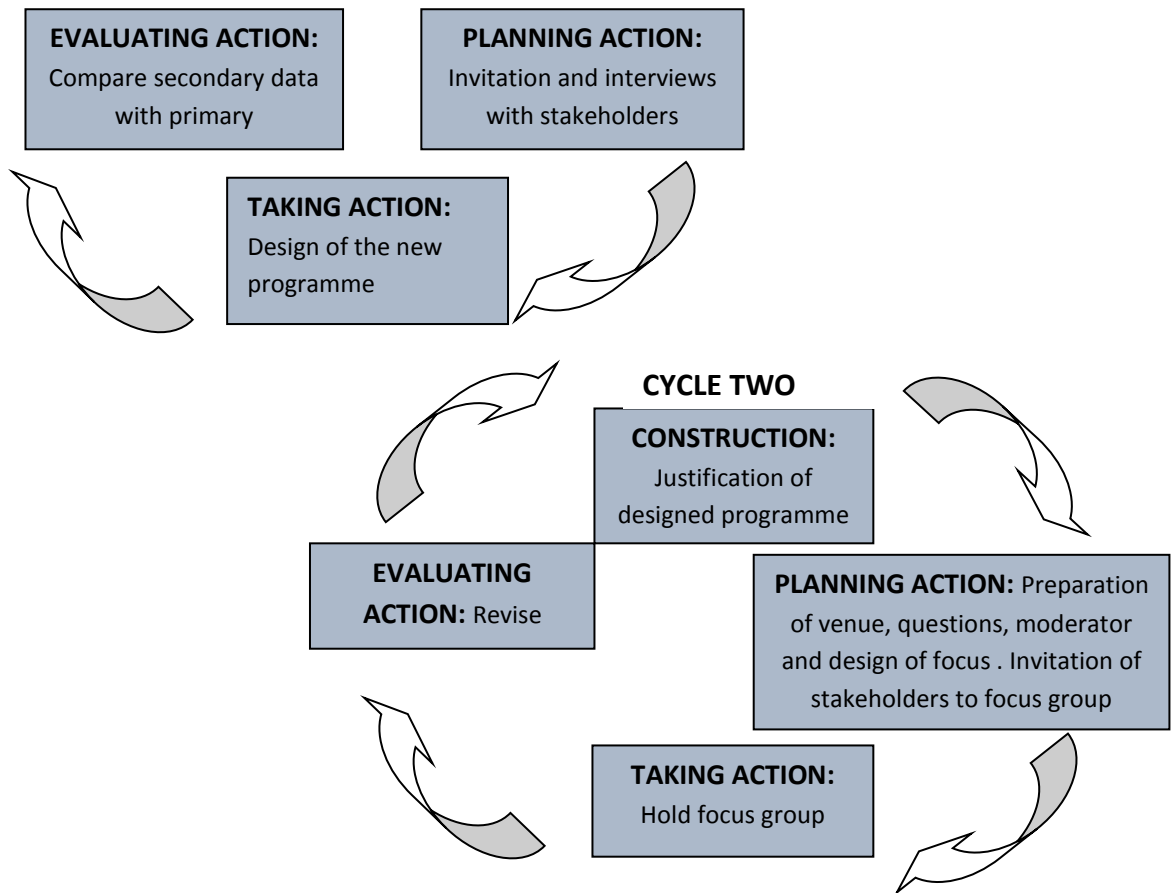 EVALUATING ACTION:
Compare secondary data
with primary
PLANNING ACTION:
Invitation and interviews
with stakeholders
TAKING ACTION:
Design of the new
programme
CYCLE TWO
CONSTRUCTION:
Justification of
designed programme
EVALUATING
ACTION: Revise
PLANNING ACTION: Preparation
of venue, questions, moderator
and design of focus . Invitation of
stakeholders to focus group
TAKING ACTION:
Hold focus group